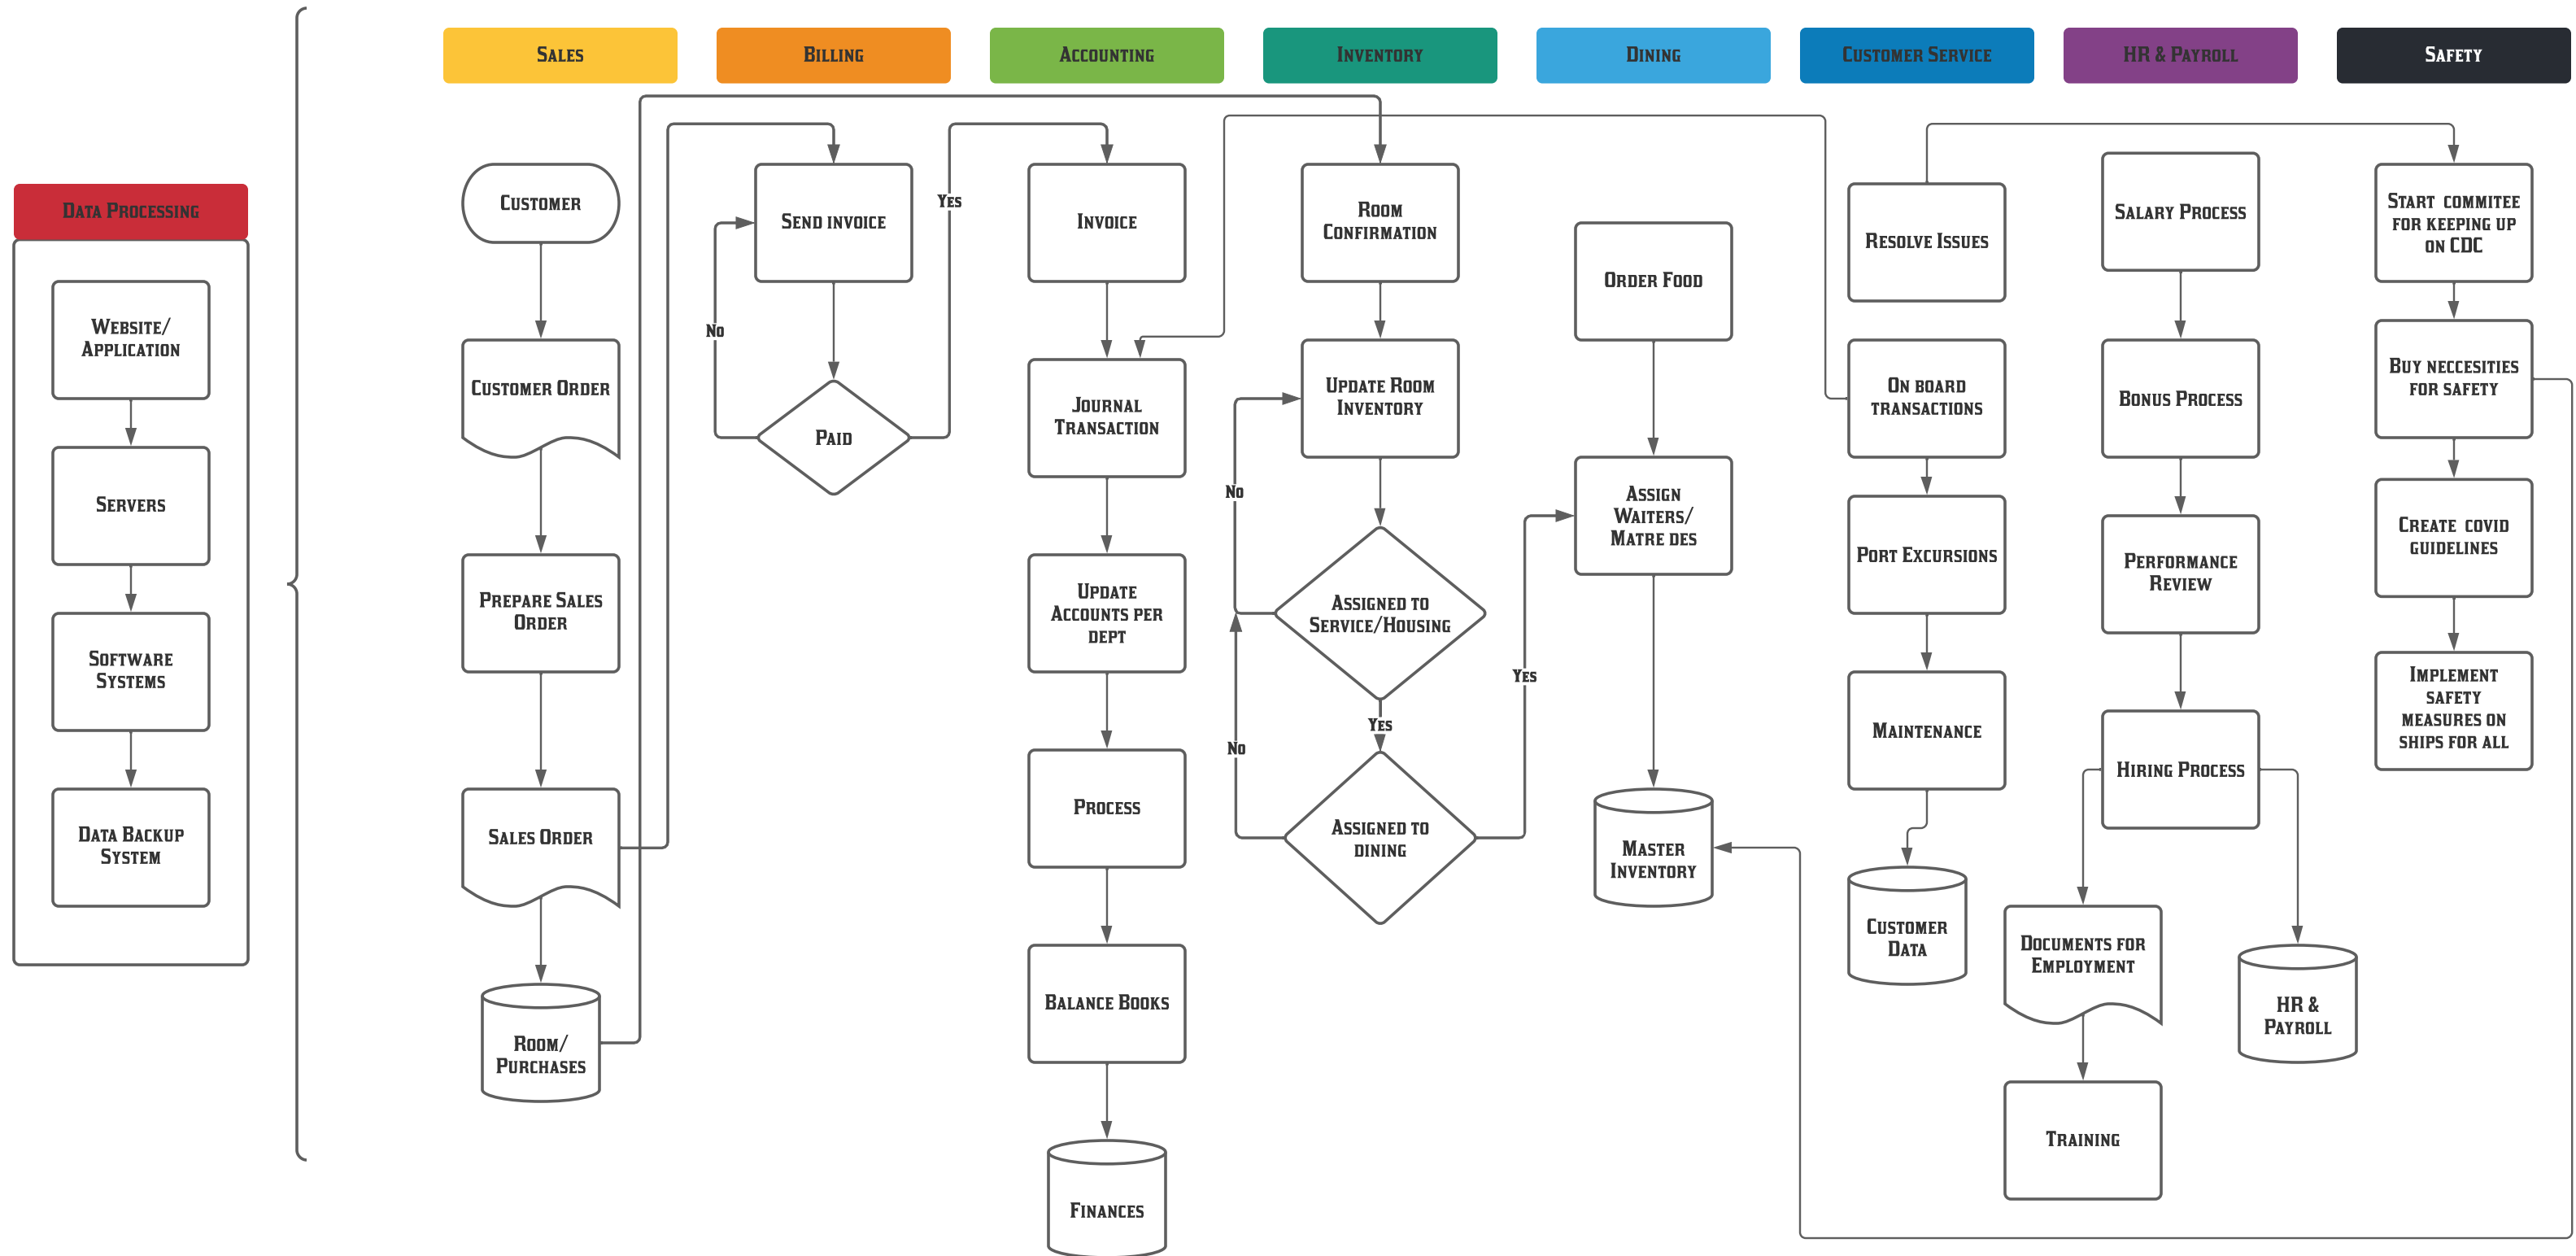 Sales
Billing
Accounting
Inventory
Dining
Customer Service
HR & Payroll
Safety
Data Processing
Website/
Application
Servers
Software
Systems
Data Backup
System
Customer
Customer Order
Prepare Sales
Order
Sales Order
Room/
Purchases
Send invoice
No
Paid
Yes
Invoice
Journal
Transaction
Update
Accounts per
dept
Process
Balance Books
Finances
Room
Confirmation
Update Room
Inventory
No
Assigned to
Service/Housing
Yes
No
Assigned to
dining
Yes
Order Food
Assign
Waiters/
Matre des
Master
Inventory
Resolve Issues
On board
transactions
Port Excursions
Maintenance
Customer
Data
Salary Process
Bonus Process
Performance
Review
Hiring Process
Documents for
Employment
Training
HR &
Payroll
Start commitee
for keeping up
on CDC
Buy neccesities
for safety
Create covid
guidelines
Implement
safety
measures on
ships for all